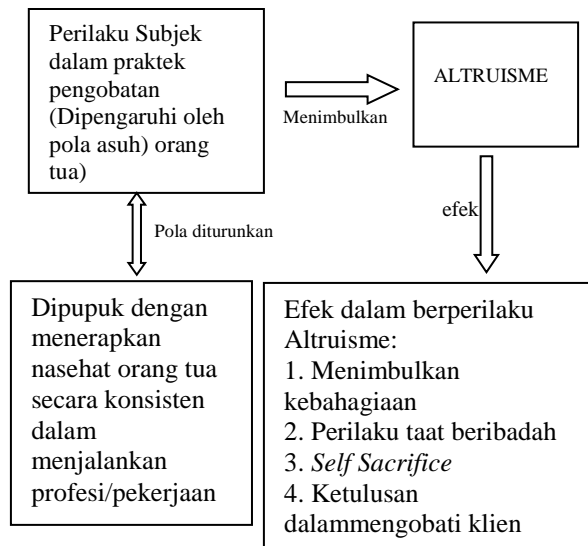 Perilaku Subjek
dalam praktek
pengobatan
(Dipengaruhi oleh
pola asuh) orang
tua)
Menimbulkan
ALTRUISME
efek
Pola diturunkan
Dipupuk dengan
menerapkan
nasehat orang tua
secara konsisten
dalam
menjalankan
profesi/pekerjaan
Efek dalam berperilaku
Altruisme:
1. Menimbulkan
kebahagiaan
2. Perilaku taat beribadah
3. Self Sacrifice
4. Ketulusan
dalammengobati klien